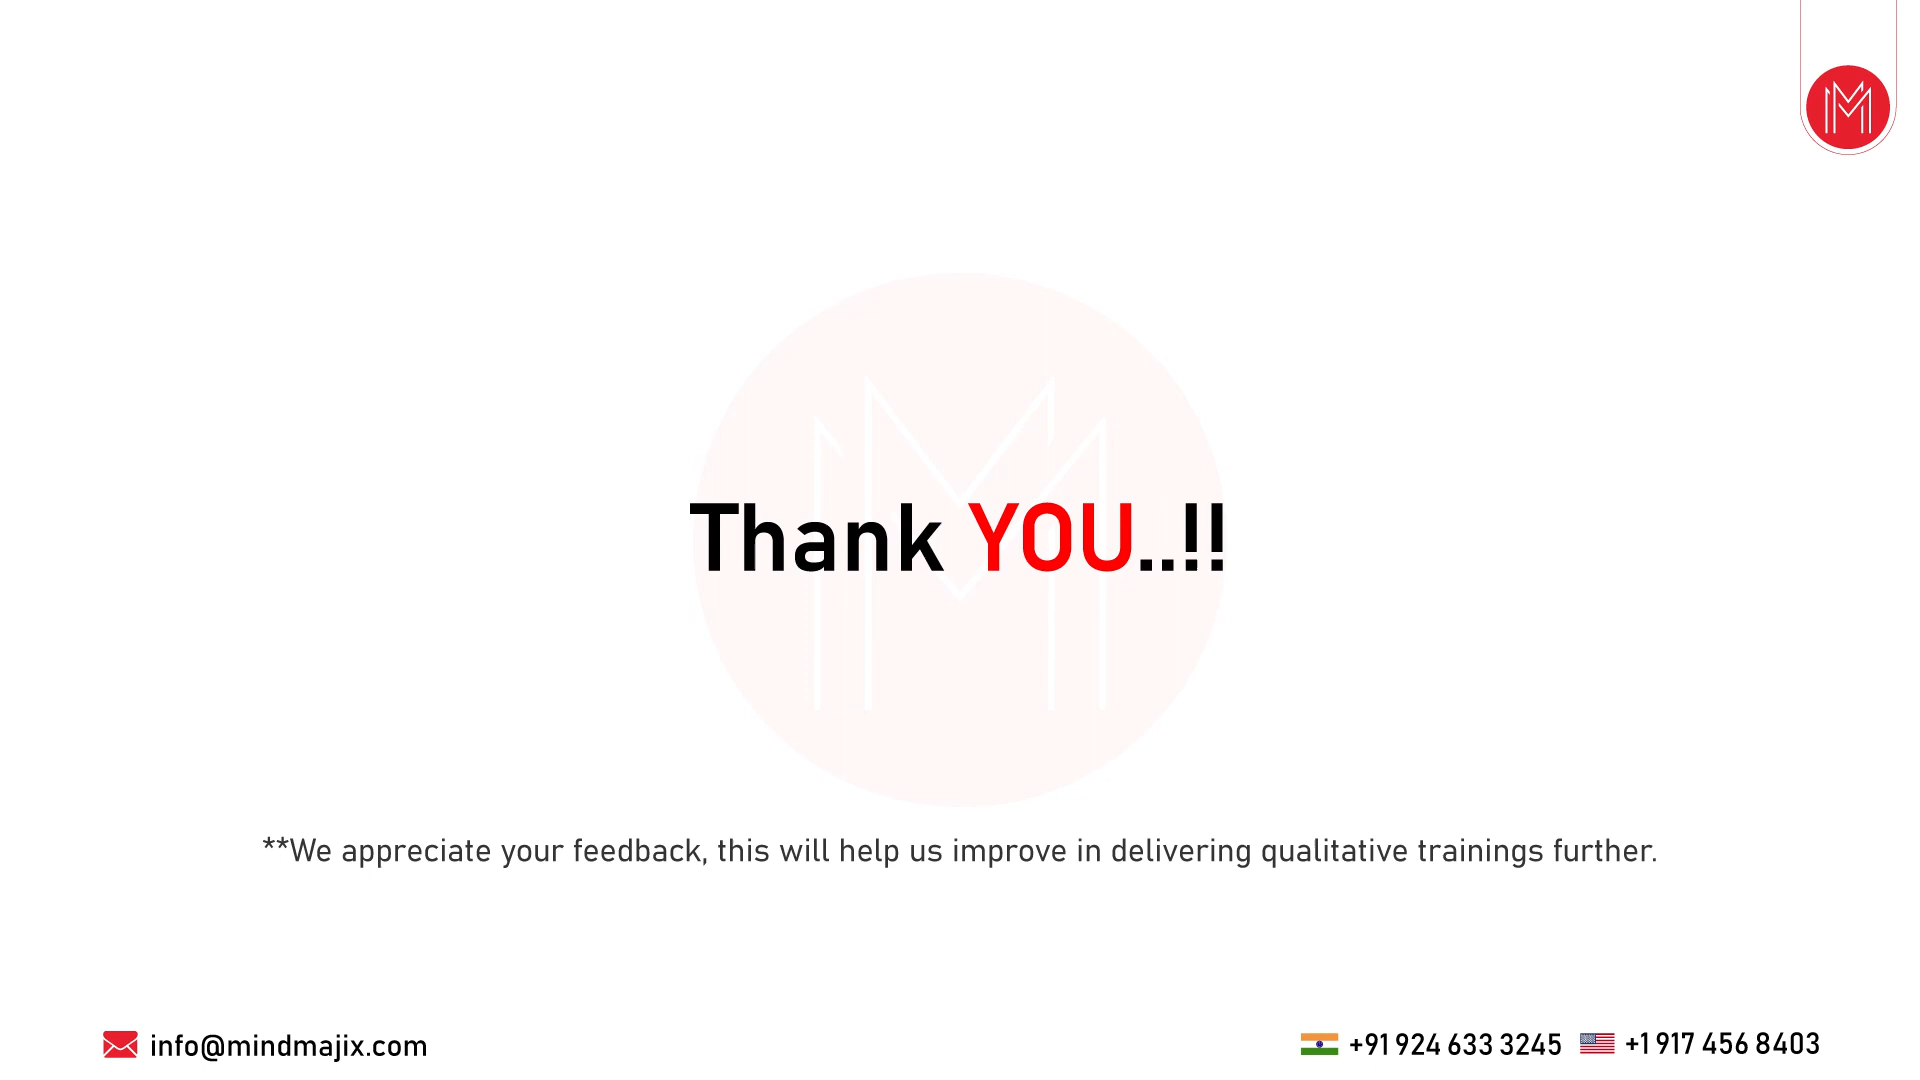 Thank YOU..!!
**We appreciate your feedback, this will help us improve in delivering qualitative trainings further.
info@mindmajix.com
+91 924 633 3245
+1 917 456 8403